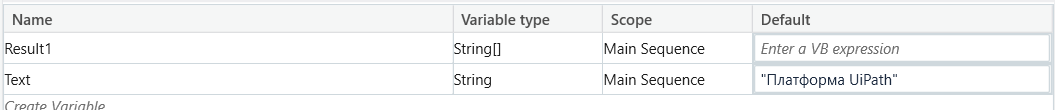 Name Variable type Scope Default
Result1 String[] Main Sequence Enter a VB expression
Text String Main Sequence "Платформа UiPath"
Create Variable